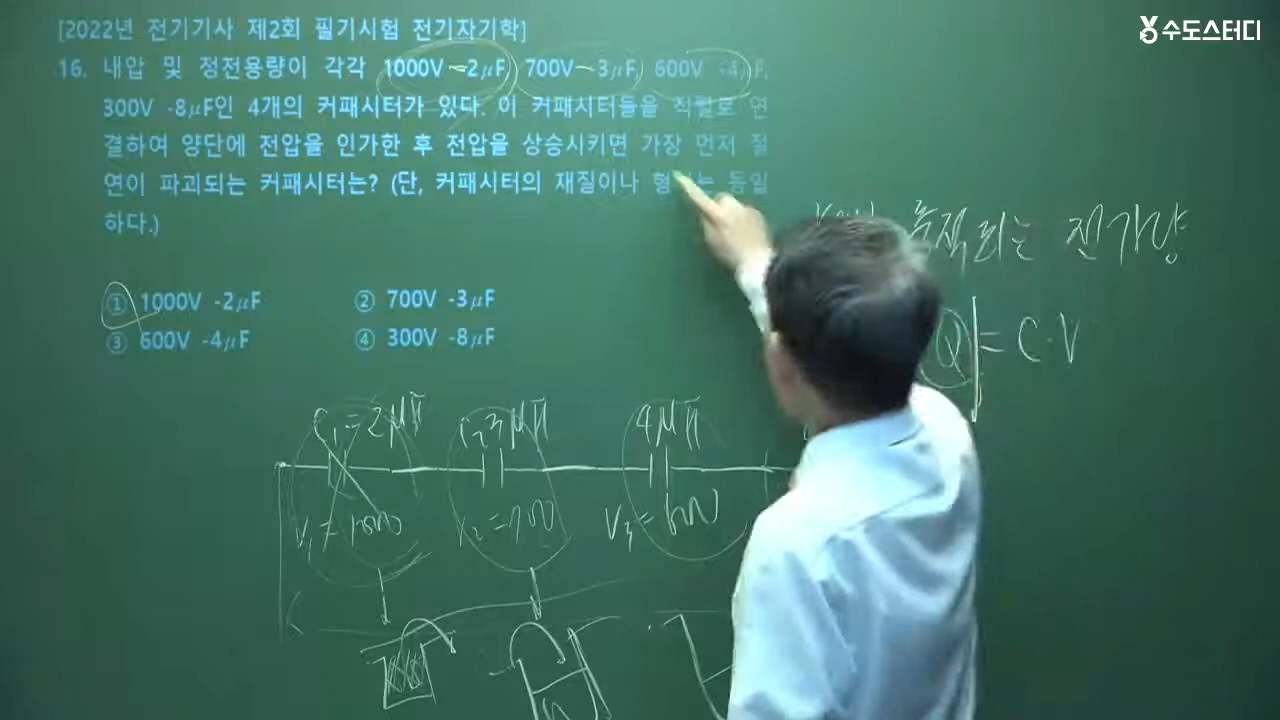 [2022년 전기기사 제2회 필기시험 전기자기학]
수도스터디
16. 내압 및 정전용량이 각각 1000V -2μF, 700V -3μF, 600V -4μF,
300V -8μF인 4개의 커패시터가 있다. 이 커패시터들을 직렬로 연
결하여 양단에 전압을 인가한 후 전압을 상승시키면 가장 먼저 절
연이 파괴되는 커패시터는? (단, 커패시터의 재질이나 형태는 동일
하다.)
축적되는 전하량
① 1000V -2μF ② 700V -3μF
③ 600V -4μF ④ 300V -8μF
Q = C·V
C₁=2μF C₂ 3μF 4μF
V₁=1000 V₂=700 V₃=600